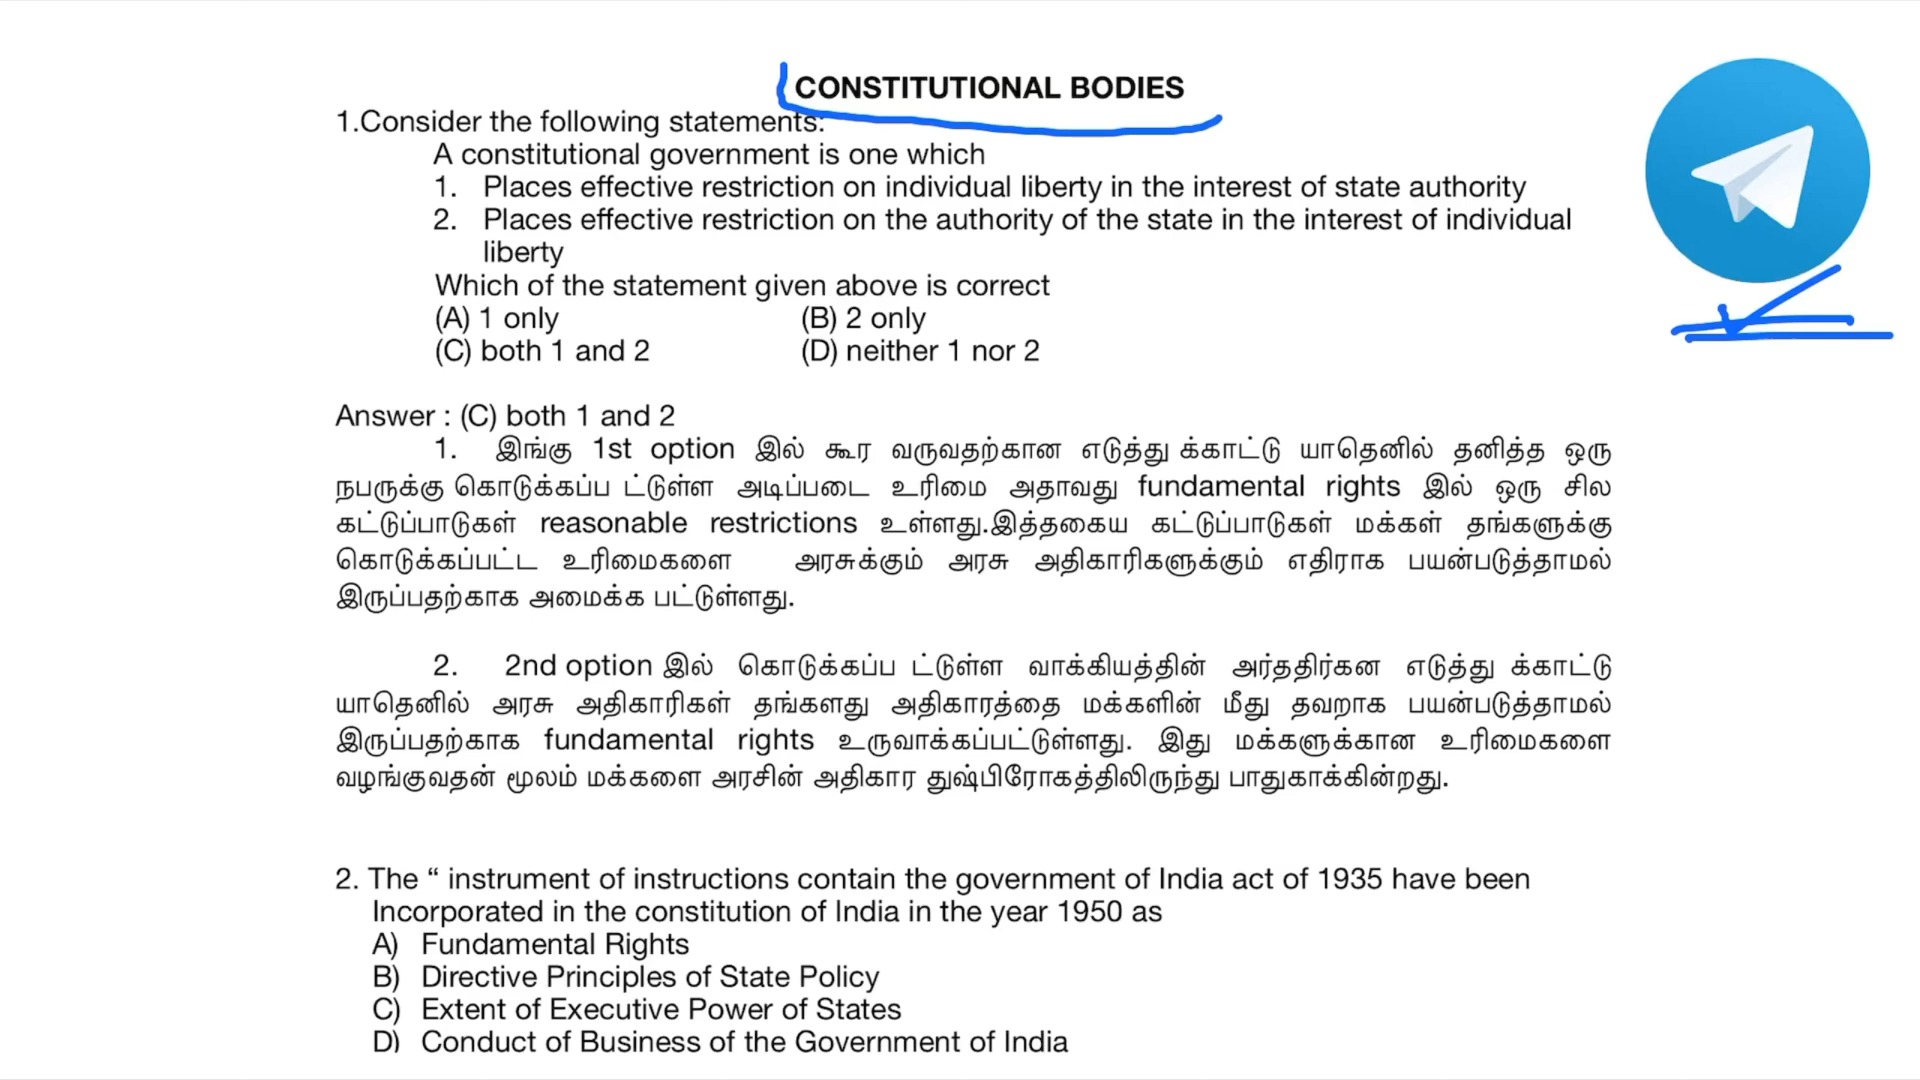 CONSTITUTIONAL BODIES
1.Consider the following statements:
A constitutional government is one which
1. Places effective restriction on individual liberty in the interest of state authority
2. Places effective restriction on the authority of the state in the interest of individual
liberty
Which of the statement given above is correct
(A) 1 only (B) 2 only
(C) both 1 and 2 (D) neither 1 nor 2
Answer : (C) both 1 and 2
1. இங்கு 1st option இல் கூர வருவதற்கான எடுத்து க்காட்டு யாதெனில் தனித்த ஒரு
நபருக்கு கொடுக்கப்ப ட்டுள்ள அடிப்படை உரிமை அதாவது fundamental rights இல் ஒரு சில
கட்டுப்பாடுகள் reasonable restrictions உள்ளது.இத்தகைய கட்டுப்பாடுகள் மக்கள் தங்களுக்கு
கொடுக்கப்பட்ட உரிமைகளை அரசுக்கும் அரசு அதிகாரிகளுக்கும் எதிராக பயன்படுத்தாமல்
இருப்பதற்காக அமைக்க பட்டுள்ளது.
2. 2nd option இல் கொடுக்கப்ப ட்டுள்ள வாக்கியத்தின் அர்ததிர்கன எடுத்து க்காட்டு
யாதெனில் அரசு அதிகாரிகள் தங்களது அதிகாரத்தை மக்களின் மீது தவறாக பயன்படுத்தாமல்
இருப்பதற்காக fundamental rights உருவாக்கப்பட்டுள்ளது. இது மக்களுக்கான உரிமைகளை
வழங்குவதன் மூலம் மக்களை அரசின் அதிகார துஷ்பிரோகத்திலிருந்து பாதுகாக்கின்றது.
2. The “ instrument of instructions contain the government of India act of 1935 have been
Incorporated in the constitution of India in the year 1950 as
A) Fundamental Rights
B) Directive Principles of State Policy
C) Extent of Executive Power of States
D) Conduct of Business of the Government of India